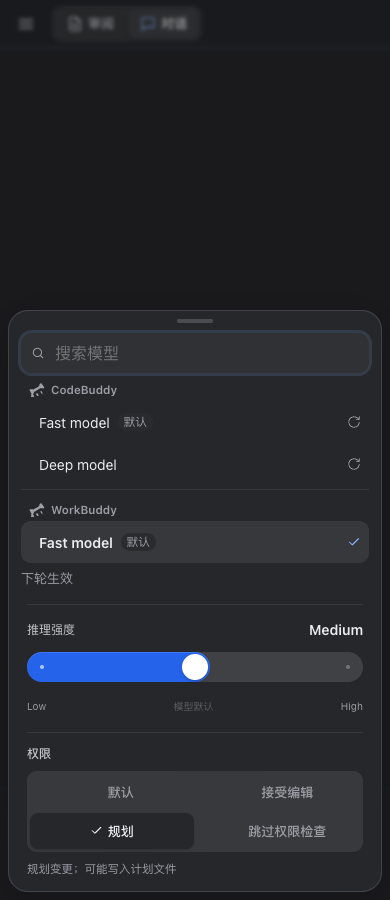 审阅
对话
搜索模型
CodeBuddy
Fast model 默认
Deep model
WorkBuddy
Fast model 默认
下轮生效
推理强度 Medium
Low 模型默认 High
权限
默认 接受编辑
规划 跳过权限检查
规划变更；可能写入计划文件